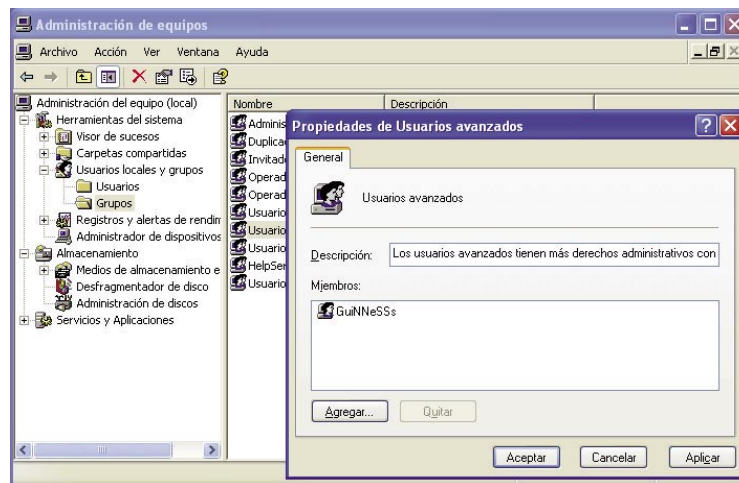 Administración de equipos
Archivo Acción Ver Ventana Ayuda
Administración del equipo (local)
Herramientas del sistema
Visor de sucesos
Carpetas compartidas
Usuarios locales y grupos
Usuarios
Grupos
Registros y alertas de rendin
Administrador de dispositivos
Almacenamiento
Medios de almacenamiento e
Desfragmentador de disco
Administración de discos
Servicios y Aplicaciones
Nombre Descripción
Adminis
Duplica
Invitad
Operad
Operad
Usuario
Usuario
Usuario
HelpSer
Usuario
Propiedades de Usuarios avanzados
General
Usuarios avanzados
Descripción: Los usuarios avanzados tienen más derechos administrativos con
Miembros:
GuiNNeSSs
Agregar... Quitar
Aceptar Cancelar Aplicar